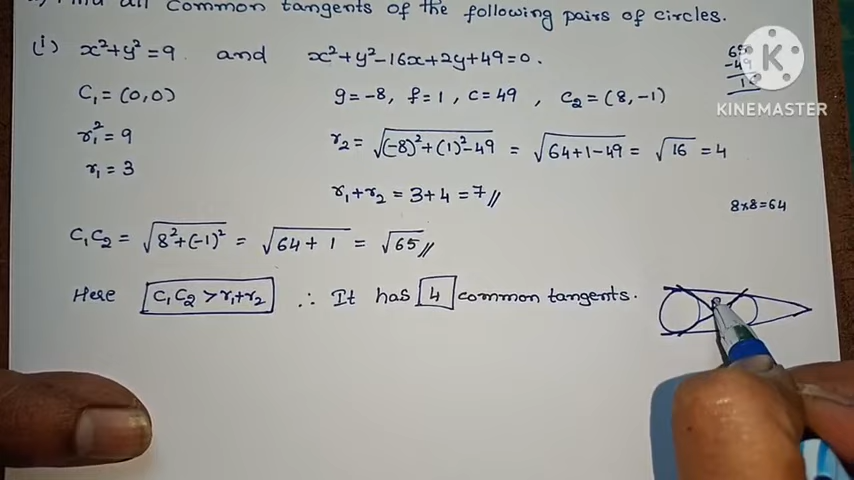 Find all common tangents of the following pairs of circles.
(i) x²+y²=9 and x²+y²-16x+2y+49=0.
C₁=(0,0) g=-8, f=1, c=49, C₂=(8,-1)
r₁²=9
r₁=3
r₂=√((-8)²+(1)²-49) = √(64+1-49) = √16 = 4
r₁+r₂=3+4=7//
8x8=64
C₁C₂=√(8²+(-1)²) = √(64+1) = √65//
Here C₁C₂>r₁+r₂ ∴ It has 4 common tangents.
KINEMASTER